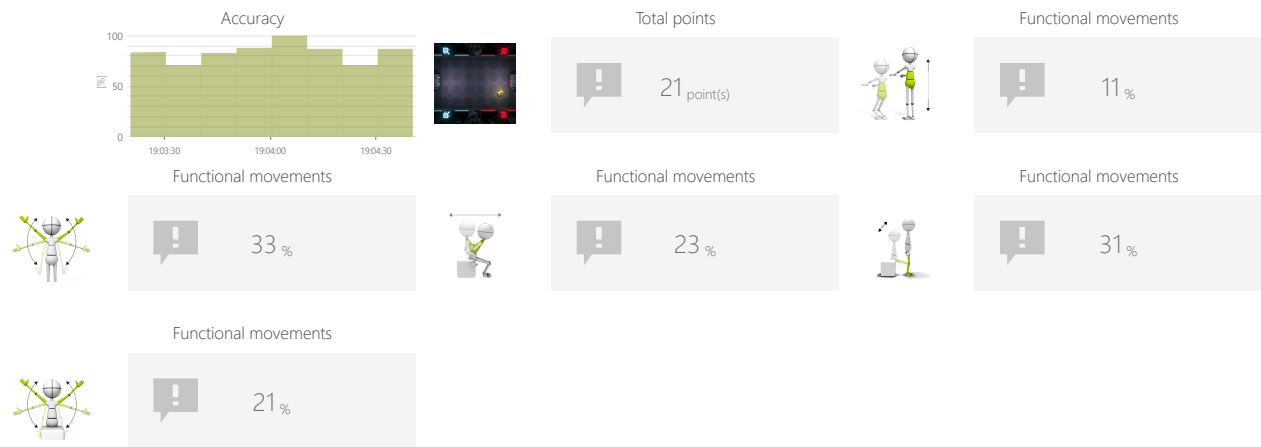 Accuracy
100
[%]
50
0
19:03:30
19:04:00
19:04:30
Total points
21 point(s)
Functional movements
11 %
Functional movements
33 %
Functional movements
23 %
Functional movements
31 %
Functional movements
21 %